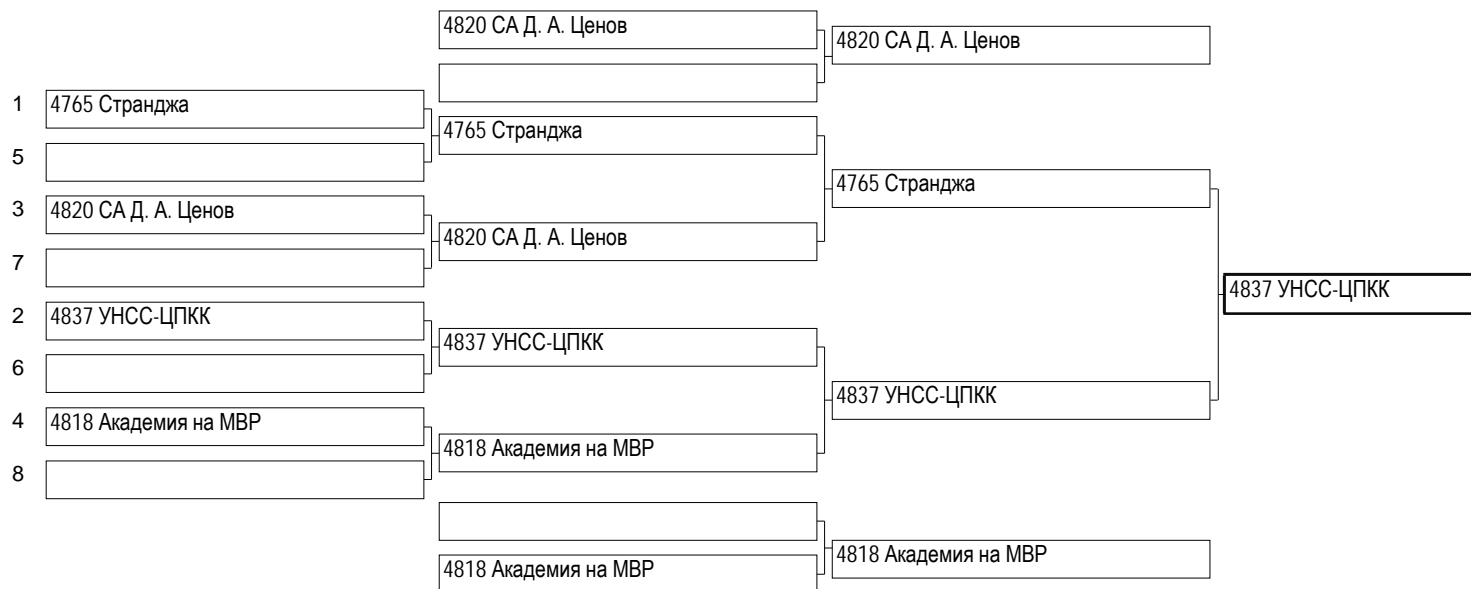 4820 СА Д. А. Ценов
4820 СА Д. А. Ценов
1 4765 Странджа
4765 Странджа
5
4765 Странджа
3 4820 СА Д. А. Ценов
4820 СА Д. А. Ценов
7
4837 УНСС-ЦПКК
2 4837 УНСС-ЦПКК
4837 УНСС-ЦПКК
6
4837 УНСС-ЦПКК
4 4818 Академия на МВР
4818 Академия на МВР
8
4818 Академия на МВР
4818 Академия на МВР